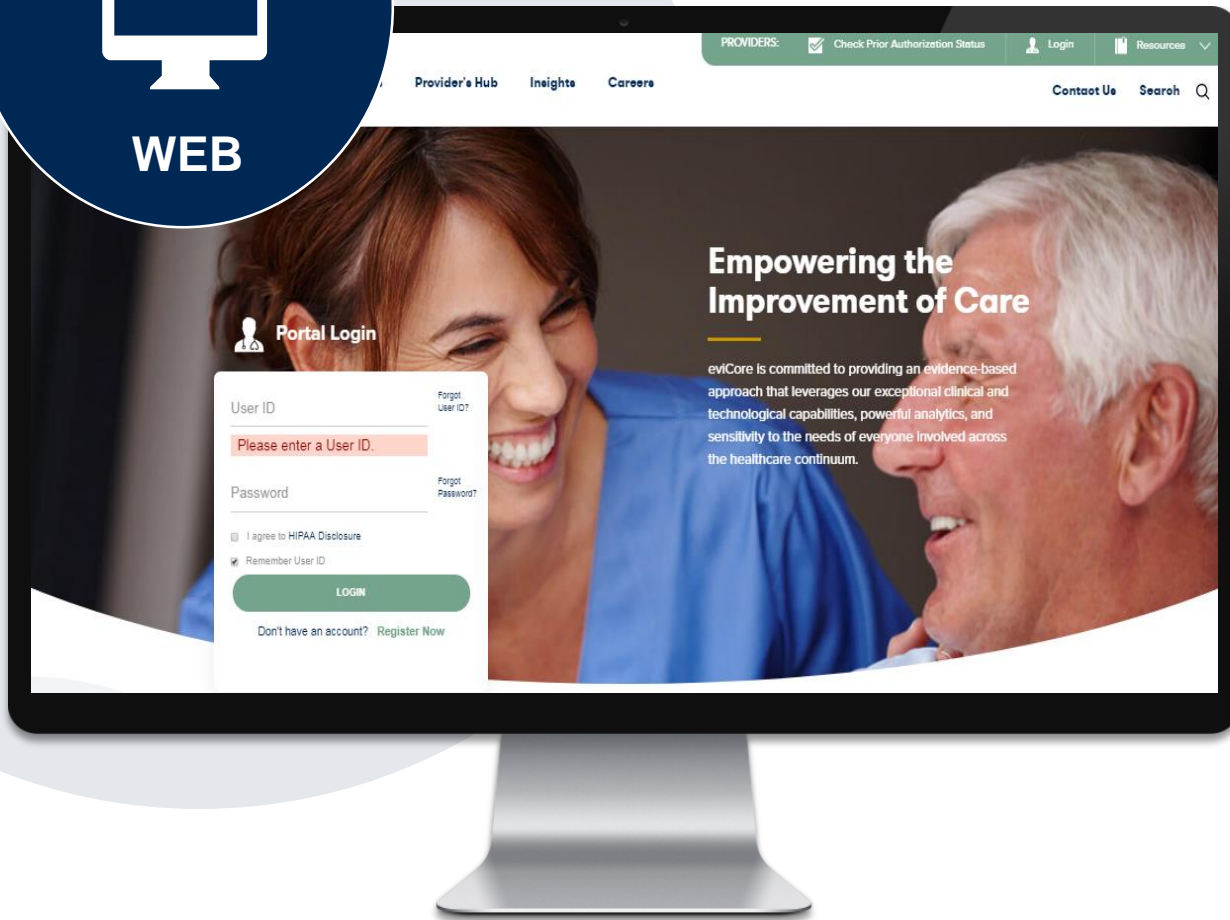 WEB
PROVIDERS:
Check Prior Authorization Status
Login
Resources
Provider's Hub
Insights
Careers
Contact Us
Search
Empowering the
Improvement of Care
eviCore is committed to providing an evidence-based
approach that leverages our exceptional clinical and
technological capabilities, powerful analytics, and
sensitivity to the needs of everyone involved across
the healthcare continuum.
Portal Login
User ID
Forgot
User ID?
Please enter a User ID.
Password
Forgot
Password?
I agree to HIPAA Disclosure
Remember User ID
LOGIN
Don't have an account? Register Now